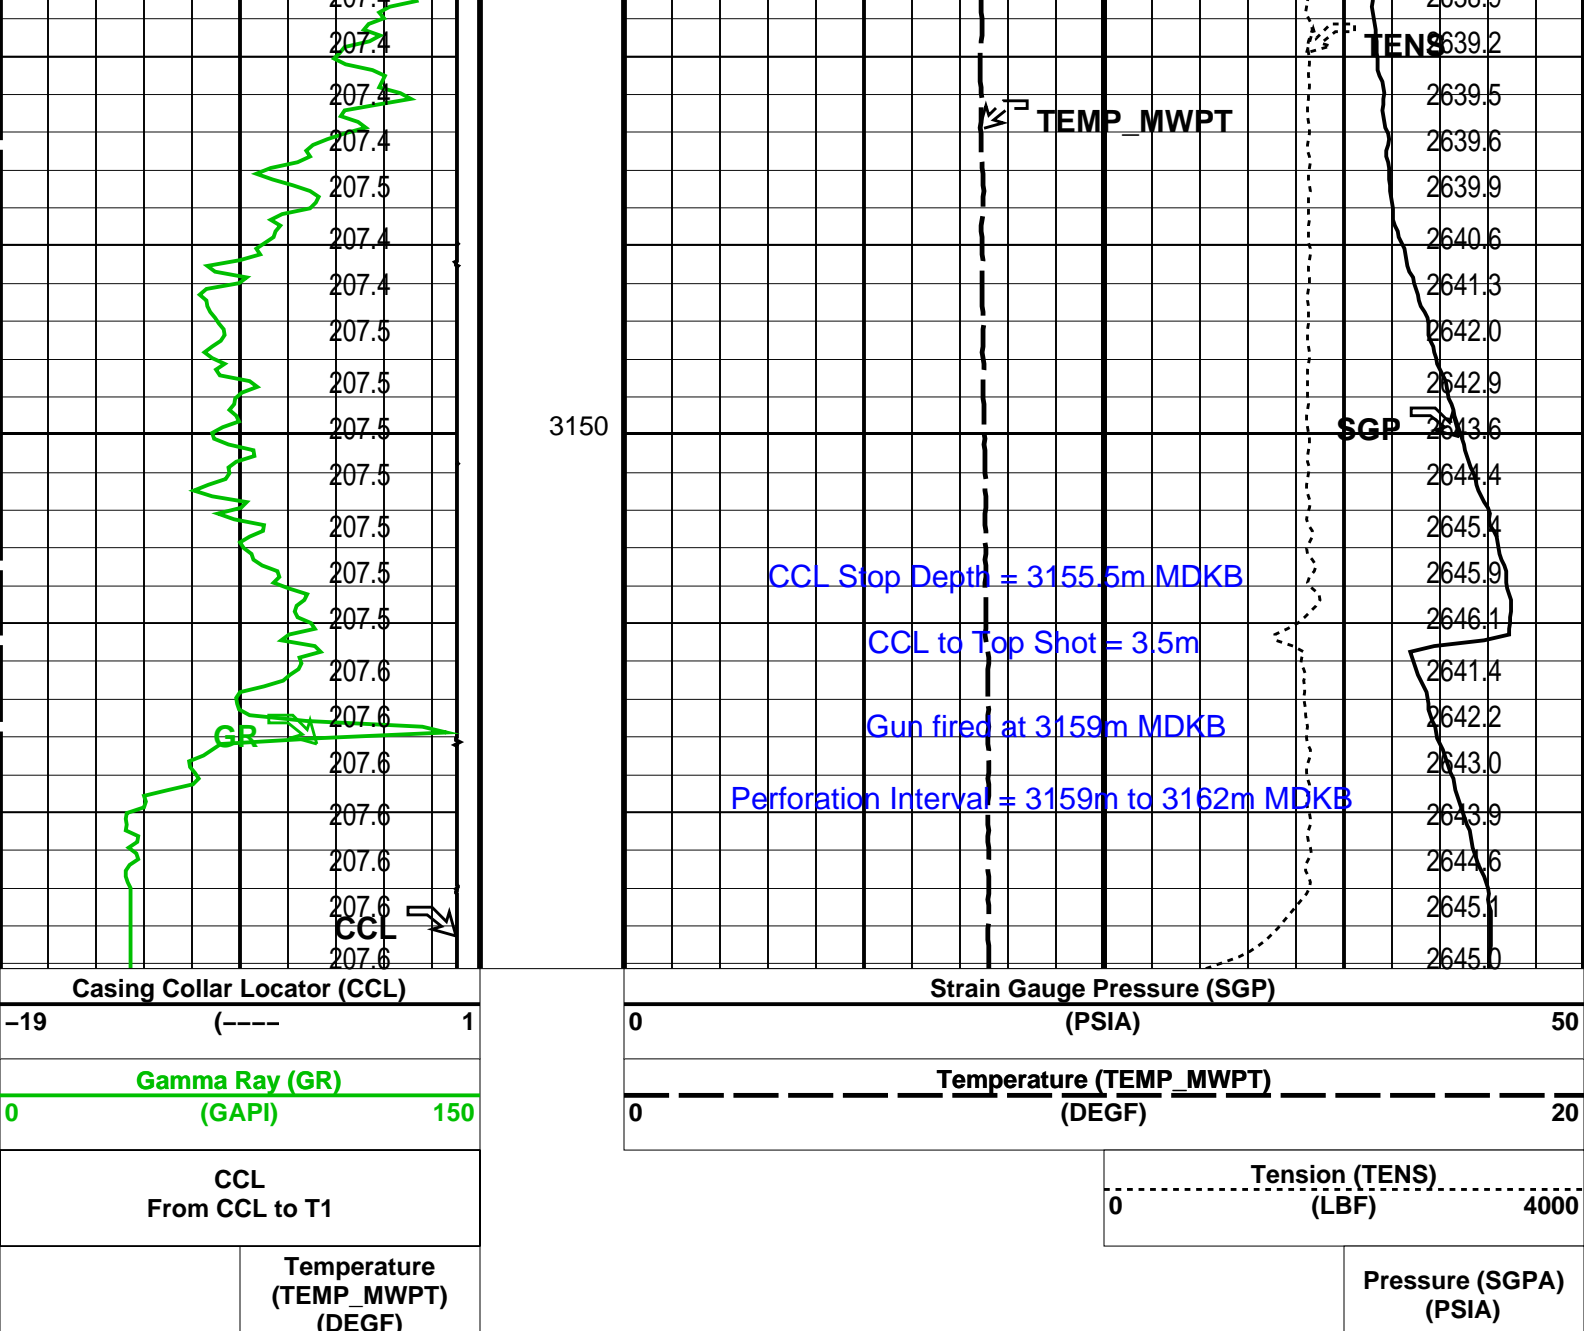 207.4
2638.9
207.4
TENS
2639.2
207.4
2639.5
TEMP_MWPT
207.4
2639.6
207.5
2639.9
207.4
2640.6
207.4
2641.3
207.5
2642.0
207.5
2642.9
207.5
3150
SGP
2643.6
207.5
2644.4
207.5
2645.4
207.5
CCL Stop Depth = 3155.5m MDKB
2645.9
207.5
2646.1
CCL to Top Shot = 3.5m
207.6
2641.4
207.6
Gun fired at 3159m MDKB
2642.2
GR
207.6
2643.0
Perforation Interval = 3159m to 3162m MDKB
207.6
2643.9
207.6
2644.6
207.6
2645.1
CCL
207.6
2645.0
Casing Collar Locator (CCL)
−19 (−−−− 1
Strain Gauge Pressure (SGP)
0 (PSIA) 50
Gamma Ray (GR)
0 (GAPI) 150
Temperature (TEMP_MWPT)
0 (DEGF) 20
CCL
From CCL to T1
Tension (TENS)
0 (LBF) 4000
Temperature
(TEMP_MWPT)
(DEGF)
Pressure (SGPA)
(PSIA)